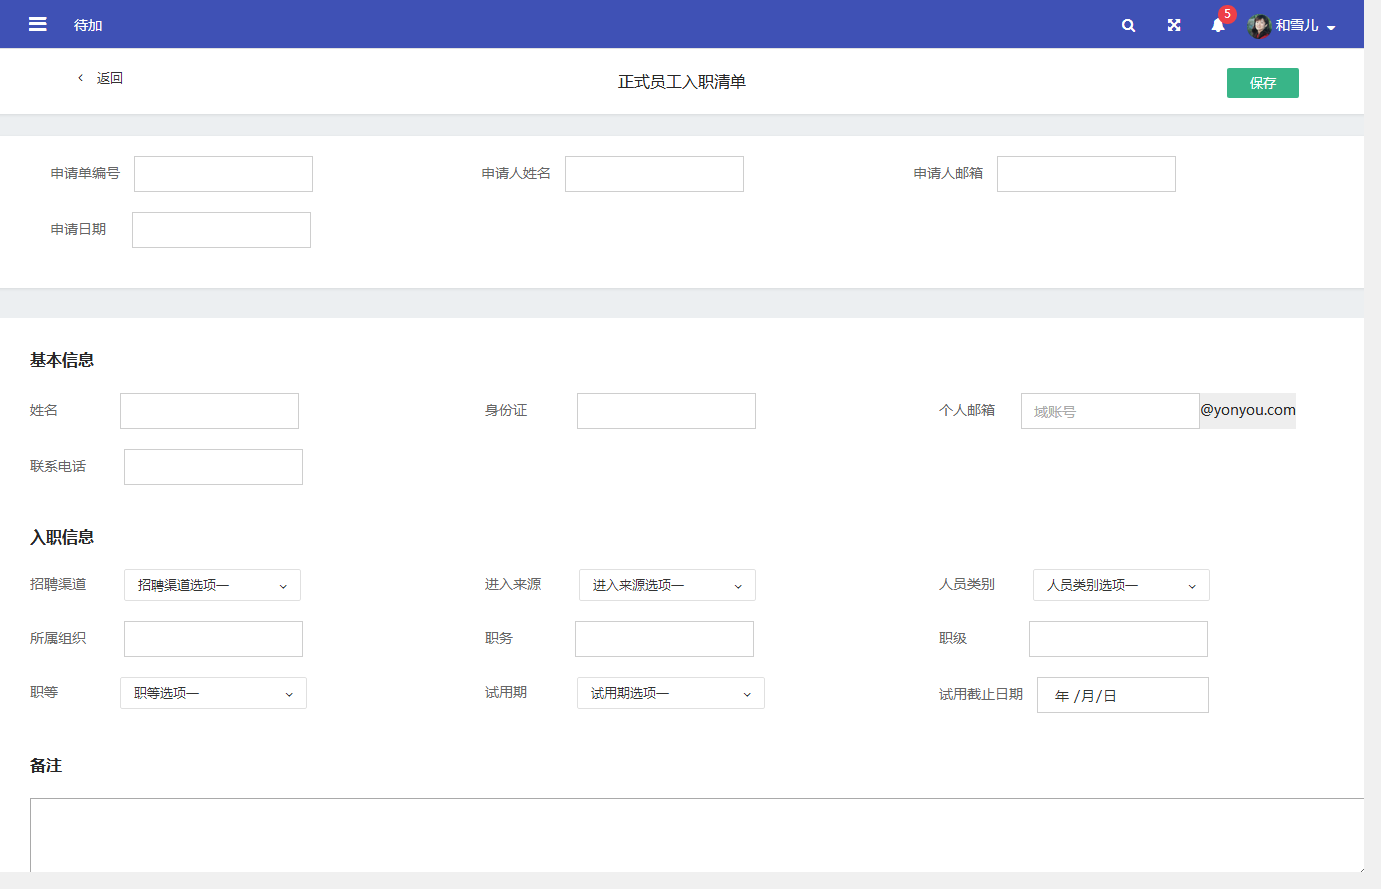 待加
5
和雪儿
返回
正式员工入职清单
保存
申请单编号
申请人姓名
申请人邮箱
申请日期
基本信息
姓名
身份证
个人邮箱
域账号
@yonyou.com
联系电话
入职信息
招聘渠道
招聘渠道选项一
进入来源
进入来源选项一
人员类别
人员类别选项一
所属组织
职务
职级
职等
职等选项一
试用期
试用期选项一
试用截止日期
年 /月/日
备注